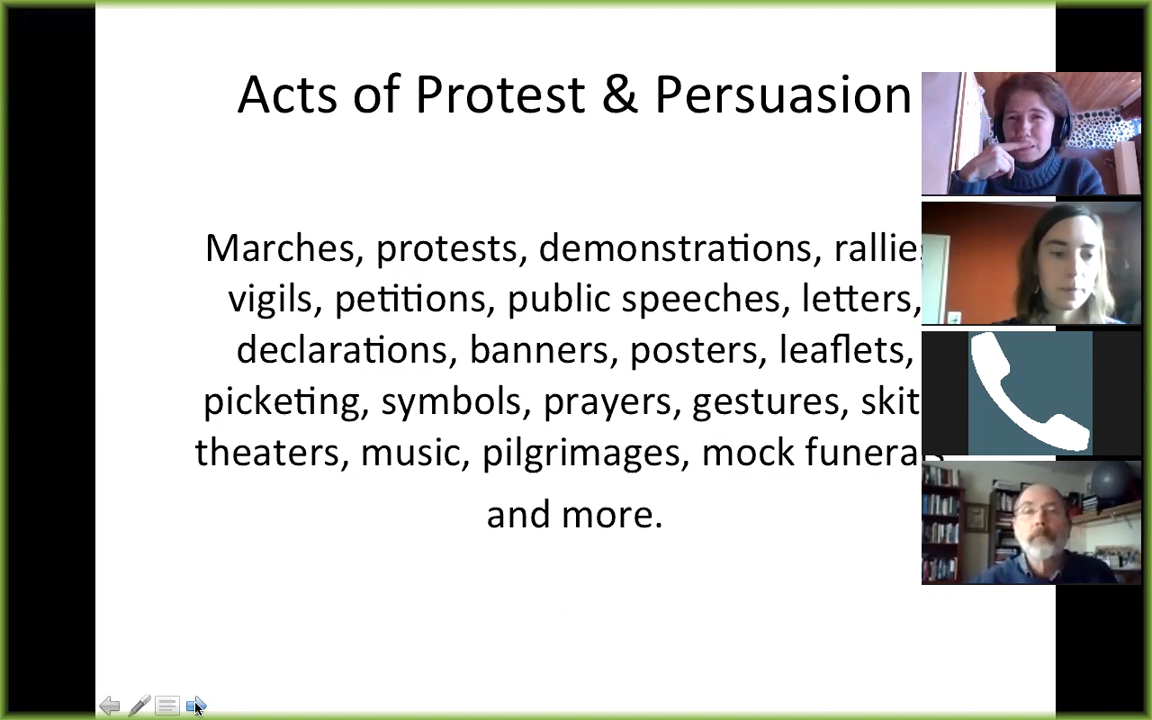 Acts of Protest & Persuasion
Marches, protests, demonstrations, rallie
vigils, petitions, public speeches, letters,
declarations, banners, posters, leaflets,
picketing, symbols, prayers, gestures, skit
theaters, music, pilgrimages, mock funerals
and more.